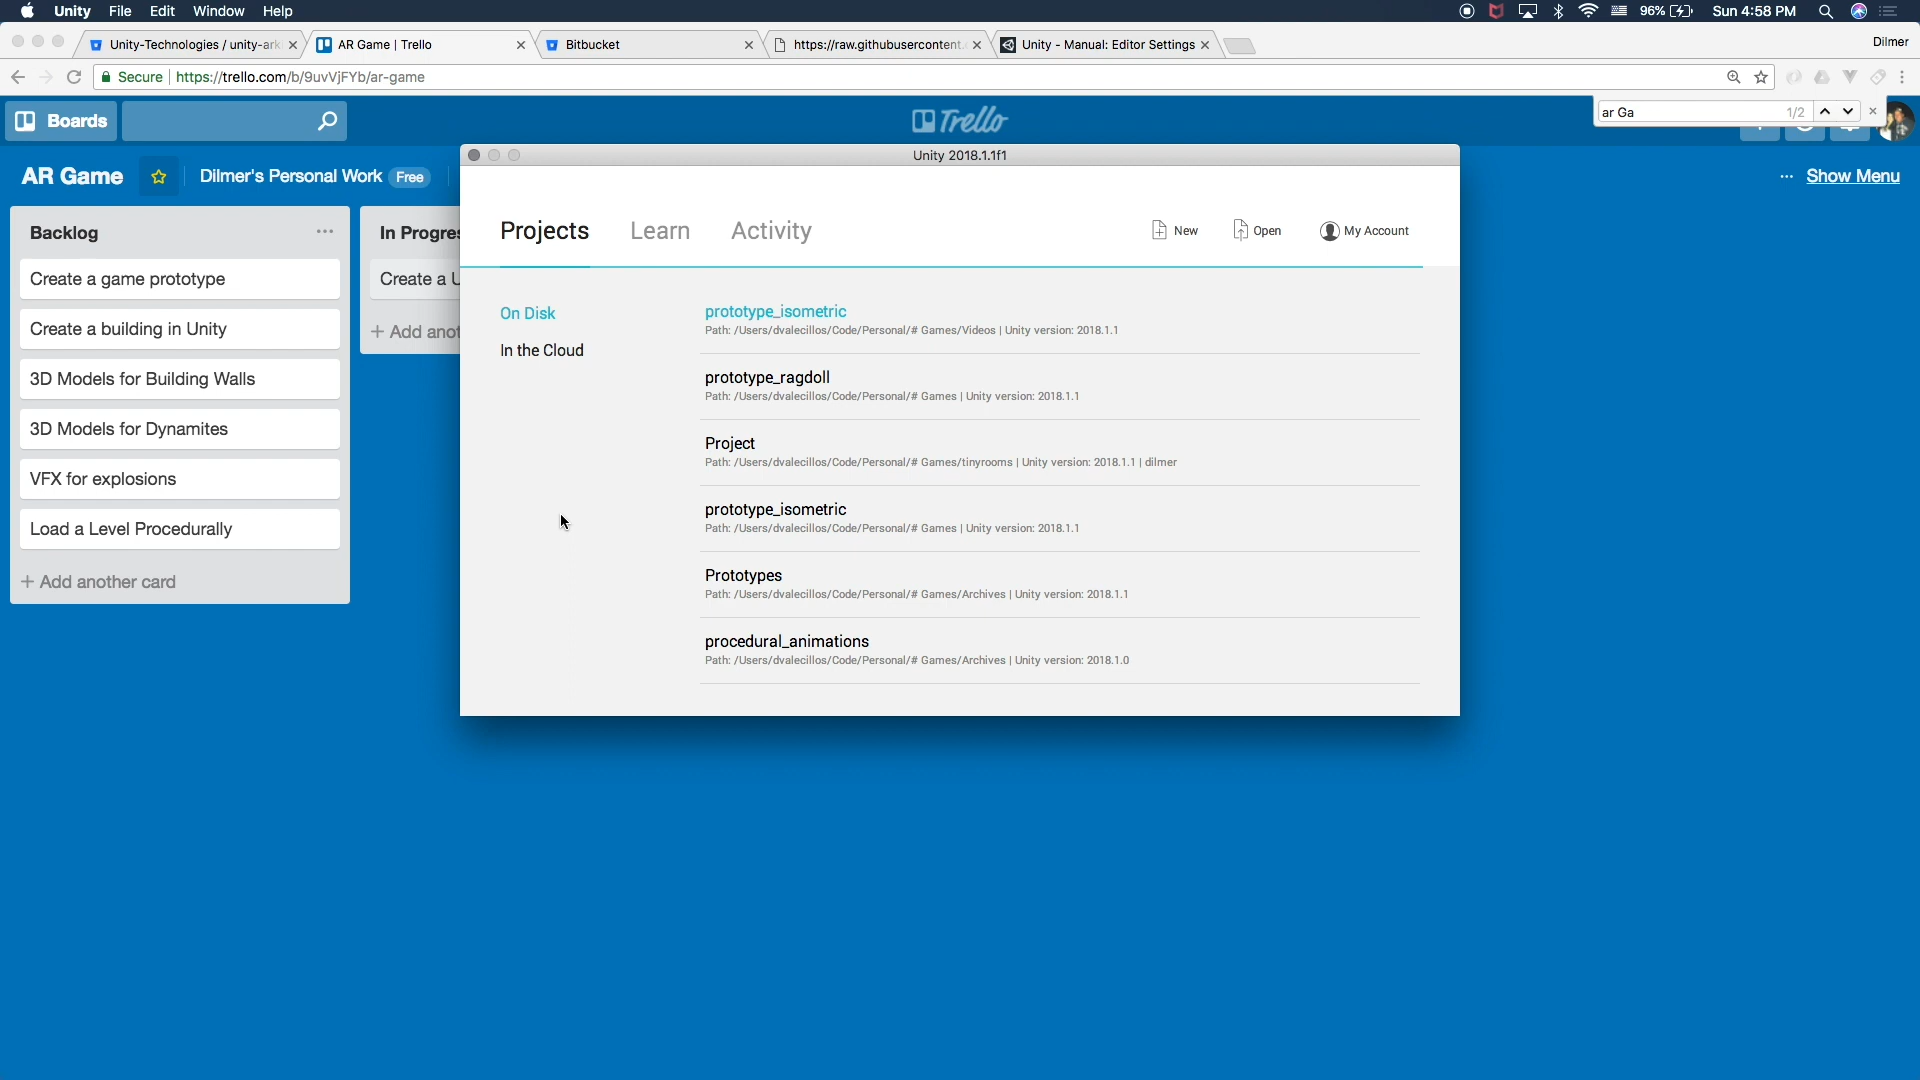 Unity File Edit Window Help 96% Sun 4:58 PM
Unity-Technologies / unity-ark
AR Game | Trello
Bitbucket
https://raw.githubusercontent.
Unity - Manual: Editor Settings
Dilmer
Secure https://trello.com/b/9uvVjFYb/ar-game
Boards
Trello
ar Ga 1/2
AR Game Dilmer's Personal Work Free
... Show Menu
Backlog ...
Create a game prototype
Create a building in Unity
3D Models for Building Walls
3D Models for Dynamites
VFX for explosions
Load a Level Procedurally
+ Add another card
In Progres
Create a U
+ Add anot
Unity 2018.1.1f1
Projects Learn Activity New Open My Account
On Disk
In the Cloud
prototype_isometric
Path: /Users/dvalecillos/Code/Personal/# Games/Videos | Unity version: 2018.1.1
prototype_ragdoll
Path: /Users/dvalecillos/Code/Personal/# Games | Unity version: 2018.1.1
Project
Path: /Users/dvalecillos/Code/Personal/# Games/tinyrooms | Unity version: 2018.1.1 | dilmer
prototype_isometric
Path: /Users/dvalecillos/Code/Personal/# Games | Unity version: 2018.1.1
Prototypes
Path: /Users/dvalecillos/Code/Personal/# Games/Archives | Unity version: 2018.1.1
procedural_animations
Path: /Users/dvalecillos/Code/Personal/# Games/Archives | Unity version: 2018.1.0